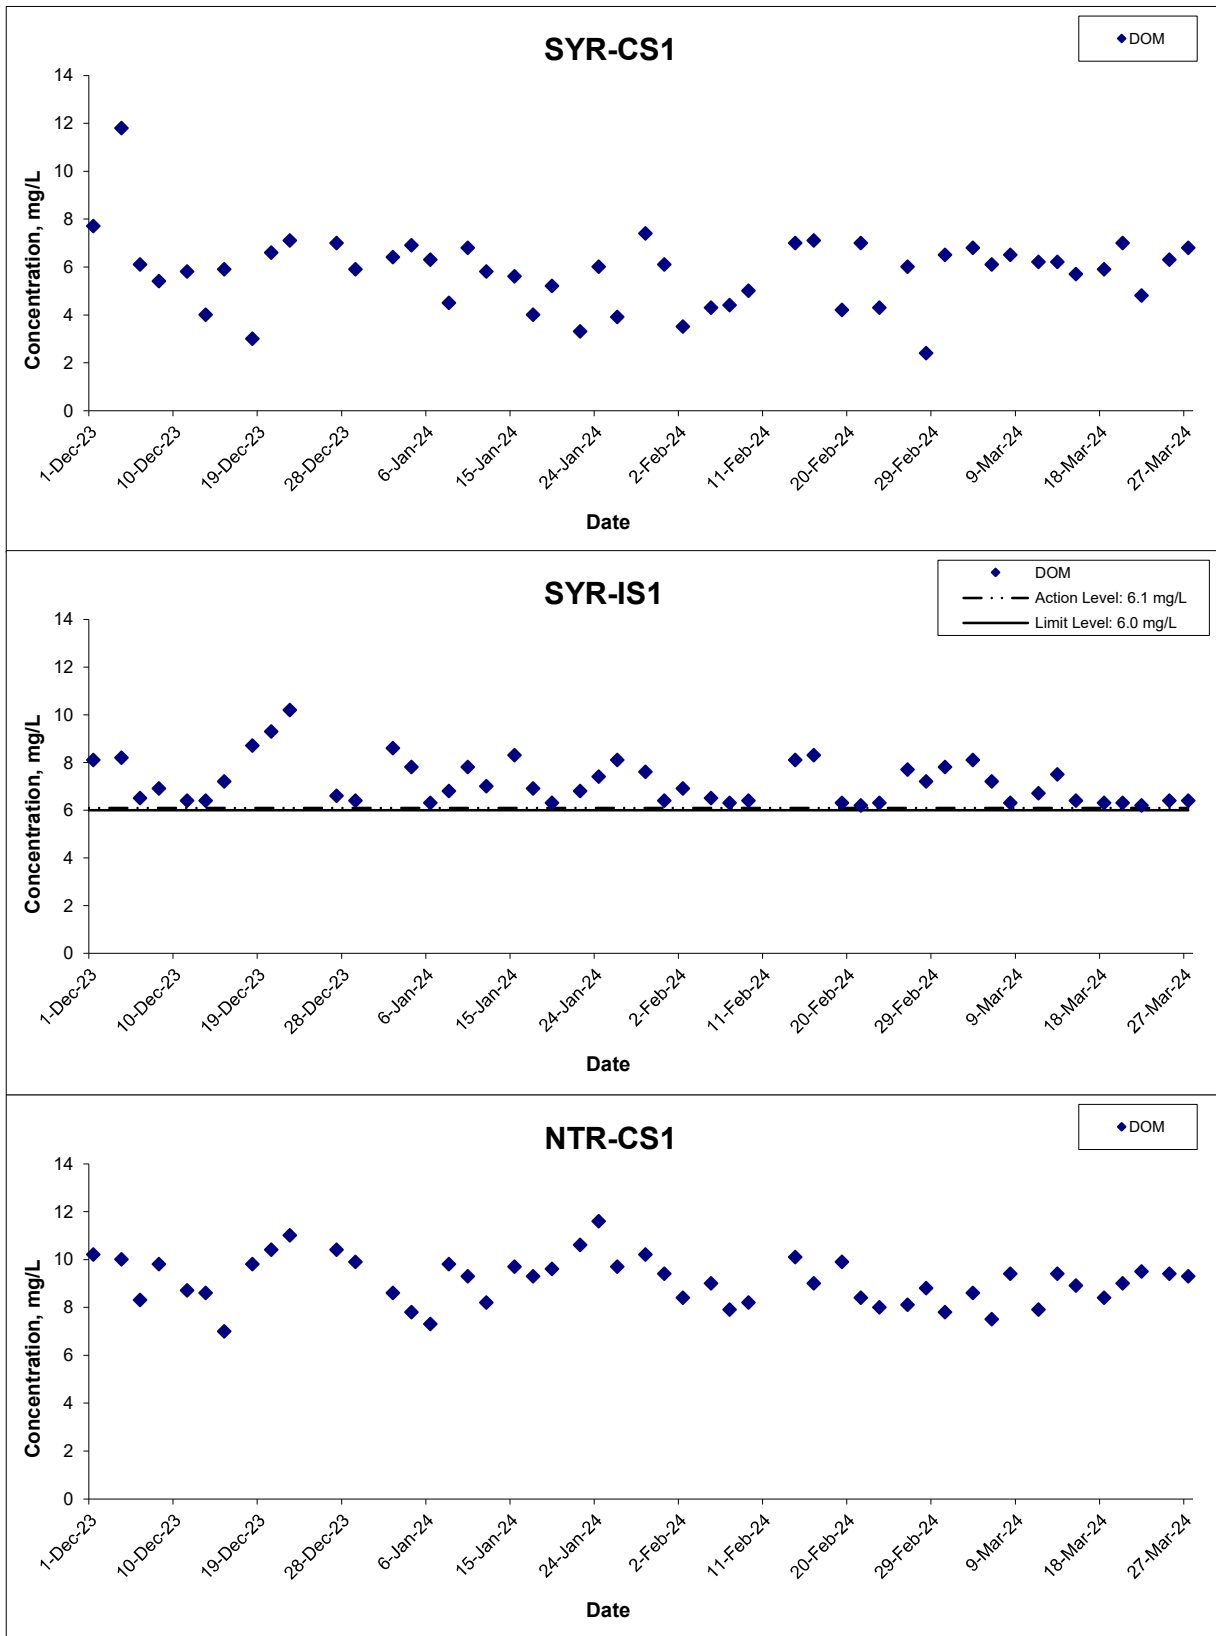 SYR-CS1
DOM
Concentration, mg/L
14
12
10
8
6
4
2
0
1-Dec-23
10-Dec-23
19-Dec-23
28-Dec-23
6-Jan-24
15-Jan-24
24-Jan-24
2-Feb-24
11-Feb-24
20-Feb-24
29-Feb-24
9-Mar-24
18-Mar-24
27-Mar-24
Date
SYR-IS1
DOM
Action Level: 6.1 mg/L
Limit Level: 6.0 mg/L
Concentration, mg/L
14
12
10
8
6
4
2
0
1-Dec-23
10-Dec-23
19-Dec-23
28-Dec-23
6-Jan-24
15-Jan-24
24-Jan-24
2-Feb-24
11-Feb-24
20-Feb-24
29-Feb-24
9-Mar-24
18-Mar-24
27-Mar-24
Date
NTR-CS1
DOM
Concentration, mg/L
14
12
10
8
6
4
2
0
1-Dec-23
10-Dec-23
19-Dec-23
28-Dec-23
6-Jan-24
15-Jan-24
24-Jan-24
2-Feb-24
11-Feb-24
20-Feb-24
29-Feb-24
9-Mar-24
18-Mar-24
27-Mar-24
Date